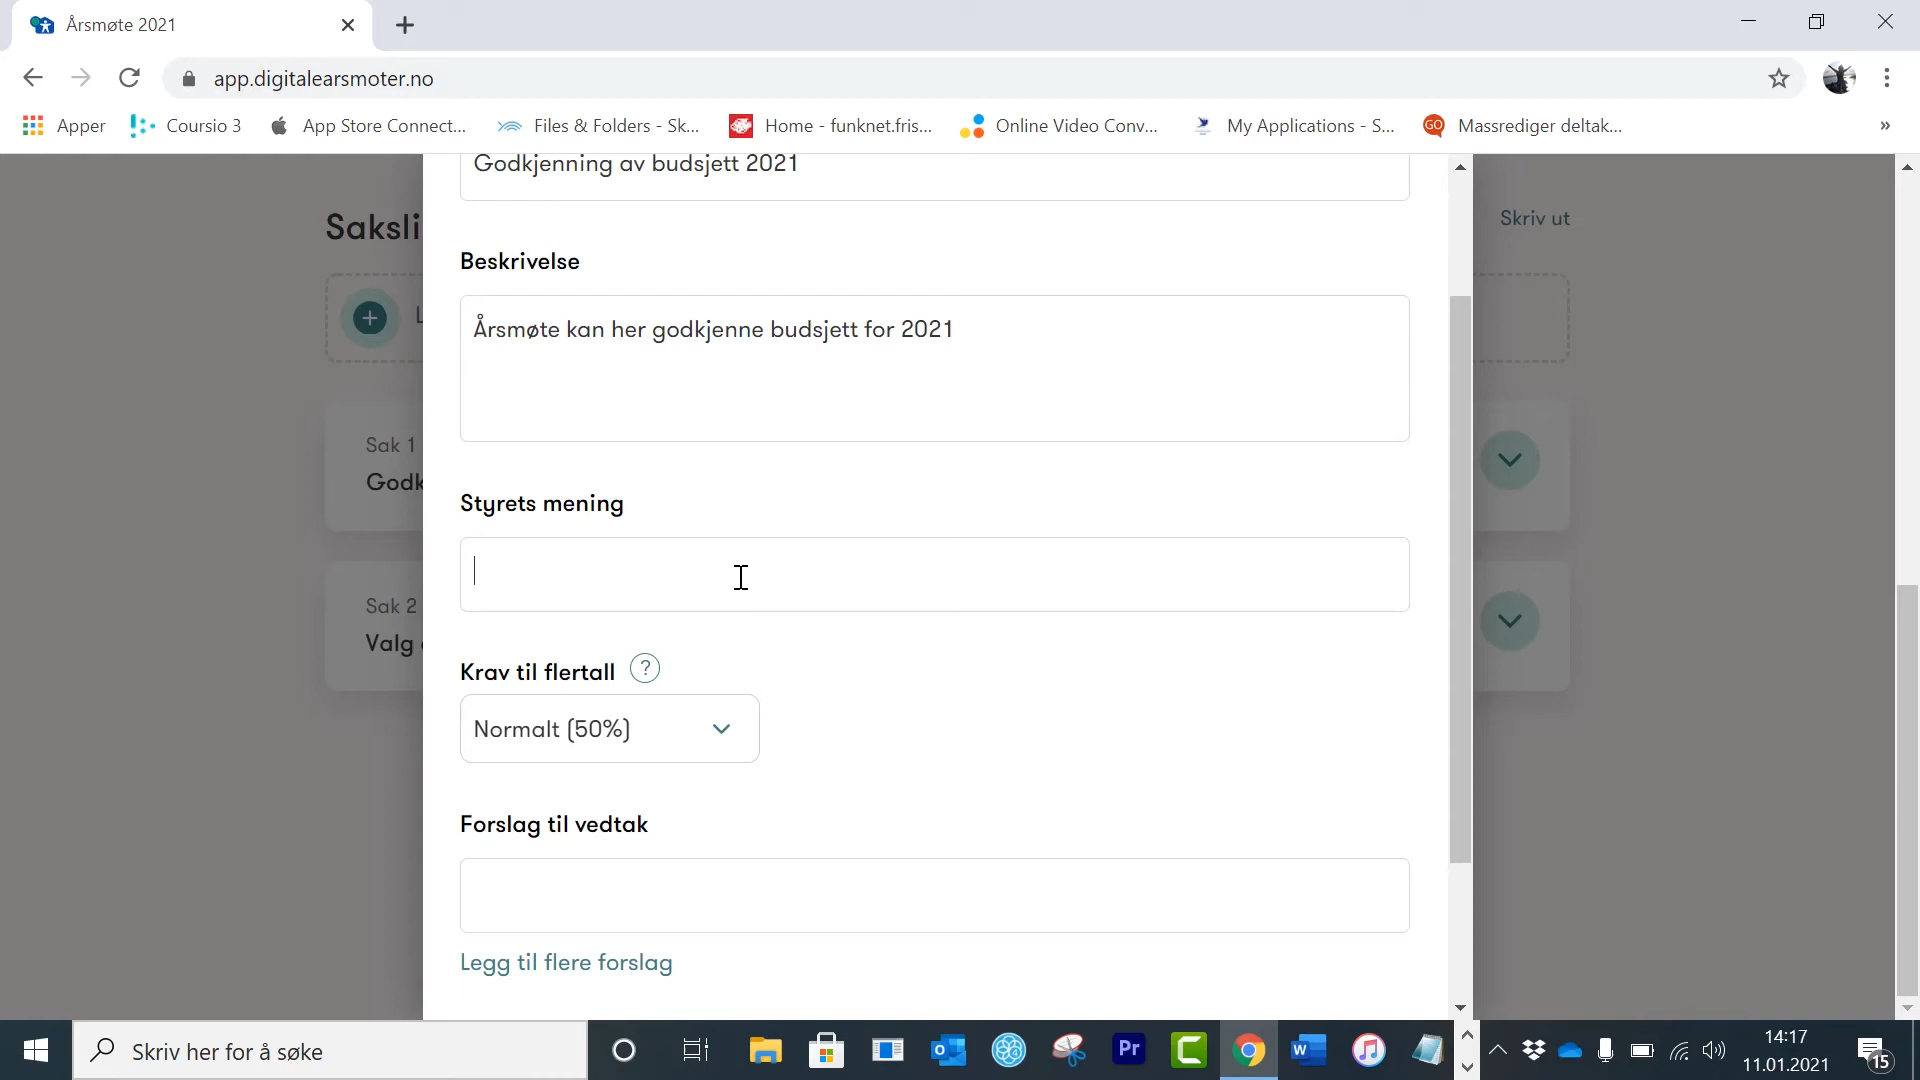 Årsmøte 2021
app.digitalearsmoter.no
Apper
Coursio 3
App Store Connect...
Files & Folders - Sk...
Home - funknet.fris...
Online Video Conv...
My Applications - S...
GO
Massrediger deltak...
»
Godkjenning av budsjett 2021
Saksli
Skriv ut
Beskrivelse
L
Årsmøte kan her godkjenne budsjett for 2021
Sak 1
Godk
Styrets mening
Sak 2
Valg
Krav til flertall ?
Normalt (50%)
Forslag til vedtak
Legg til flere forslag
Skriv her for å søke
Pr
14:17
11.01.2021
15